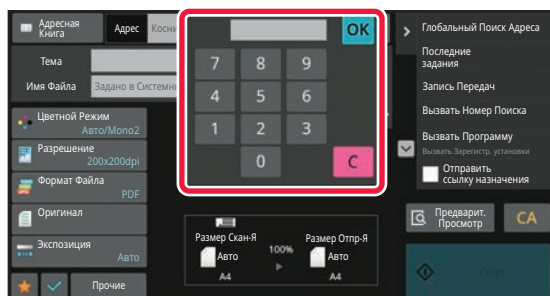 Адресная
Книга
Адрес
Тема
Имя Файла
Задано в
OK
7 8 9
4 5 6
1 2 3
0 C
Цветной Режим
Авто/Mono2
Разрешение
200x200dpi
Формат Файла
PDF
Оригинал
Экспозиция
Авто
Прочие
Размер Скан-Я
Авто
A4
100%
Размер Отпр-Я
Авто
A4
Глобальный Поиск Адреса
Последние
задания
Запись Передач
Вызвать Номер Поиска
Вызвать Программу
Вызвать Зарегистр. установки
Отправить
ссылку назначения
Предварит.
Просмотр
CA